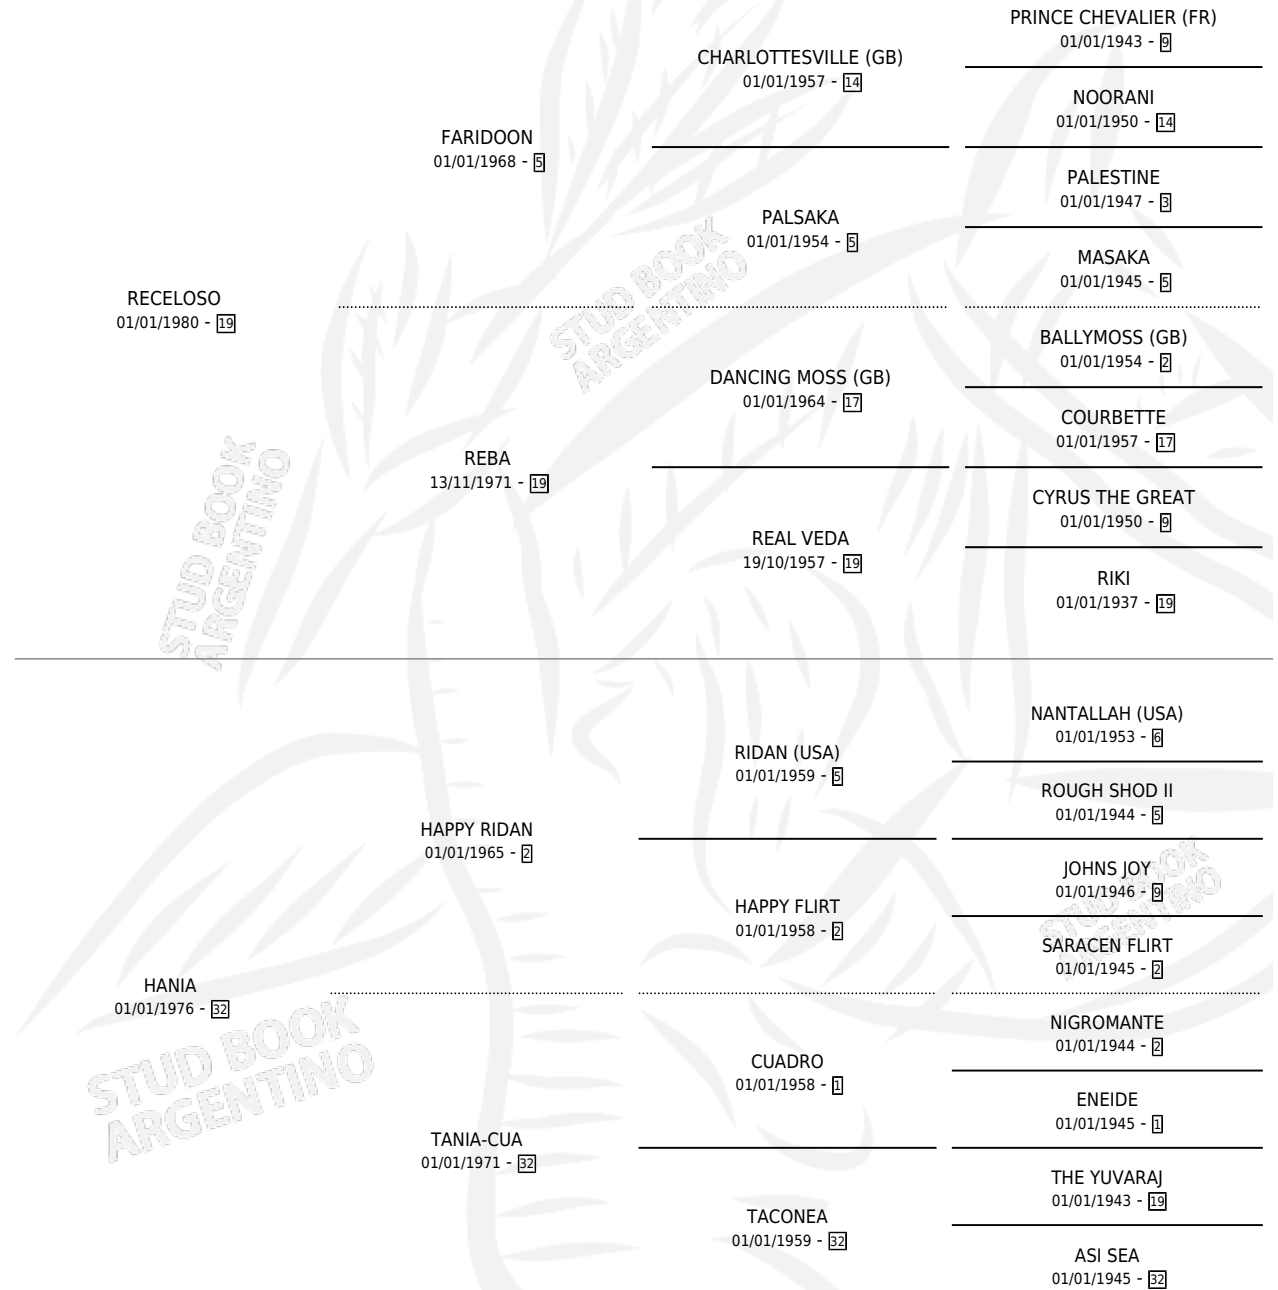 PRINCE CHEVALIER (FR)
01/01/1943 - 9
CHARLOTTESVILLE (GB)
01/01/1957 - 14
NOORANI
01/01/1950 - 14
FARIDOON
01/01/1968 - 5
PALESTINE
01/01/1947 - 3
PALSAKA
01/01/1954 - 5
MASAKA
01/01/1945 - 5
RECELOSO
01/01/1980 - 19
BALLYMOSS (GB)
01/01/1954 - 2
DANCING MOSS (GB)
01/01/1964 - 17
COURBETTE
01/01/1957 - 17
REBA
13/11/1971 - 19
CYRUS THE GREAT
01/01/1950 - 9
REAL VEDA
19/10/1957 - 19
RIKI
01/01/1937 - 19
STUD BOOK
ARGENTINO
STUD BOOK
ARGENTINO
NANTALLAH (USA)
01/01/1953 - 6
RIDAN (USA)
01/01/1959 - 5
ROUGH SHOD II
01/01/1944 - 5
HAPPY RIDAN
01/01/1965 - 2
JOHNS JOY
01/01/1946 - 9
HAPPY FLIRT
01/01/1958 - 2
SARACEN FLIRT
01/01/1945 - 2
HANIA
01/01/1976 - 32
NIGROMANTE
01/01/1944 - 2
CUADRO
01/01/1958 - 1
ENEIDE
01/01/1945 - 1
TANIA-CUA
01/01/1971 - 32
THE YUVARAJ
01/01/1943 - 19
TACONEA
01/01/1959 - 32
ASI SEA
01/01/1945 - 32
STUD BOOK
ARGENTINO
STUD BOOK
ARGENTINO